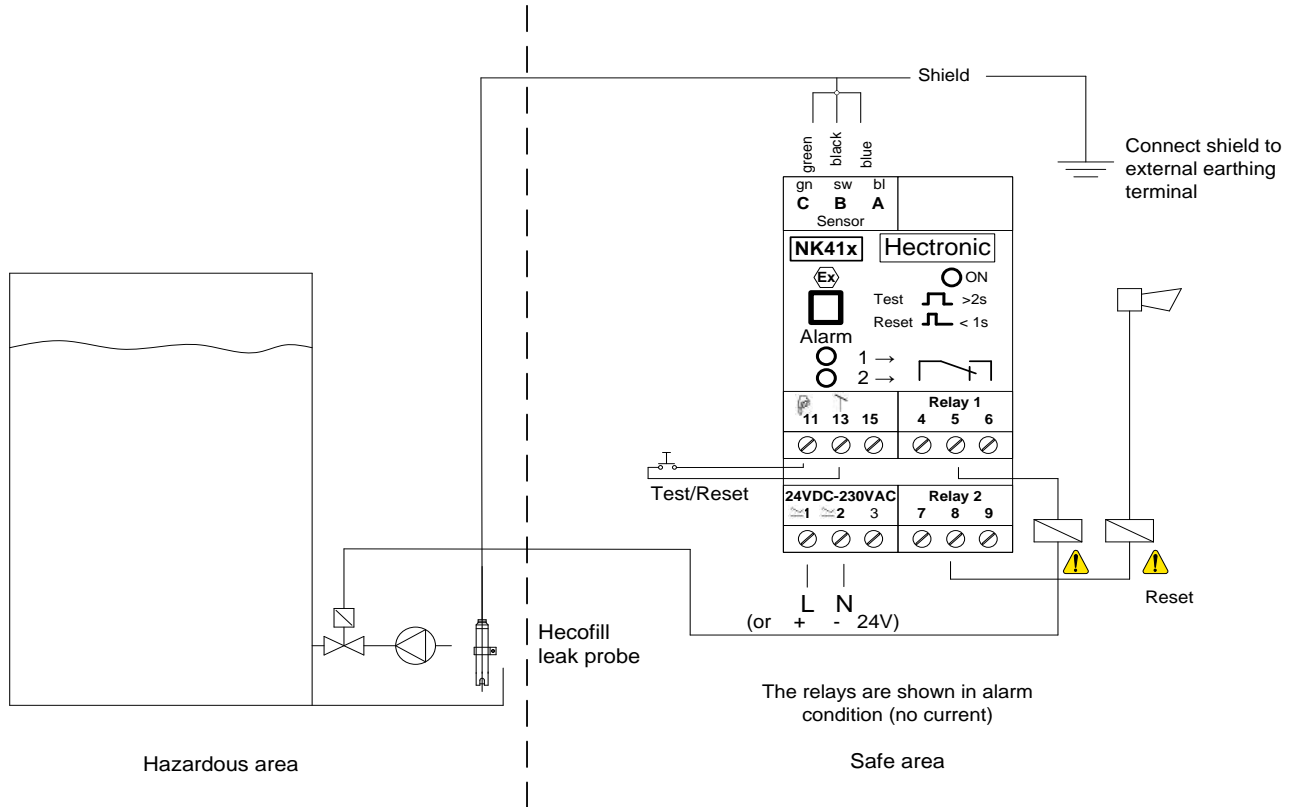 Shield
green
black
blue
Connect shield to
external earthing
terminal
gn sw bl
C B A
Sensor
NK41x Hectronic
Ex
ON
Test >2s
Reset < 1s
Alarm
1 →
2 →
Relay 1
11 13 15 4 5 6
Test/Reset
24VDC-230VAC Relay 2
1 2 3 7 8 9
L N
(or + - 24V)
Reset
Hecofill
leak probe
The relays are shown in alarm
condition (no current)
Hazardous area
Safe area